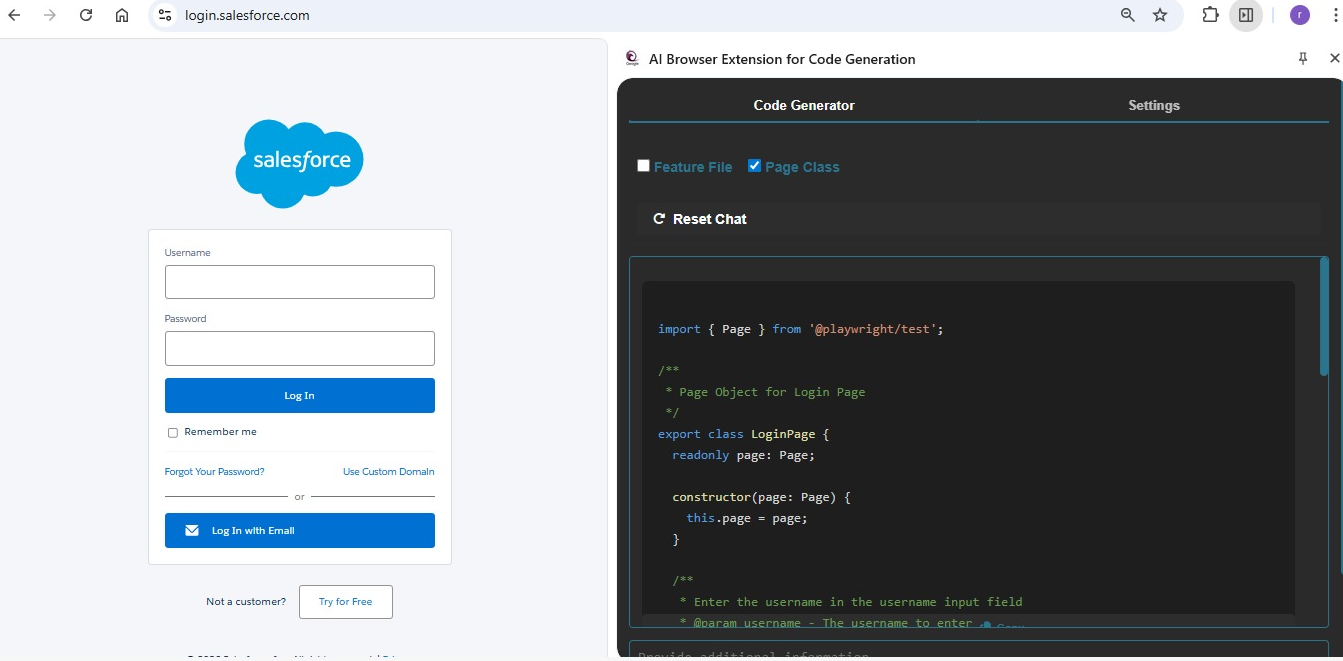 login.salesforce.com
r
salesforce
Username
Password
Log In
Remember me
Forgot Your Password?
Use Custom Domain
or
Log In with Email
Not a customer?
Try for Free
AI Browser Extension for Code Generation
Code Generator
Settings
Feature File
Page Class
Reset Chat
import { Page } from '@playwright/test';
/**
* Page Object for Login Page
*/
export class LoginPage {
readonly page: Page;
constructor(page: Page) {
this.page = page;
}
/**
* Enter the username in the username input field
* @param username - The username to enter
Copy
Provide additional information